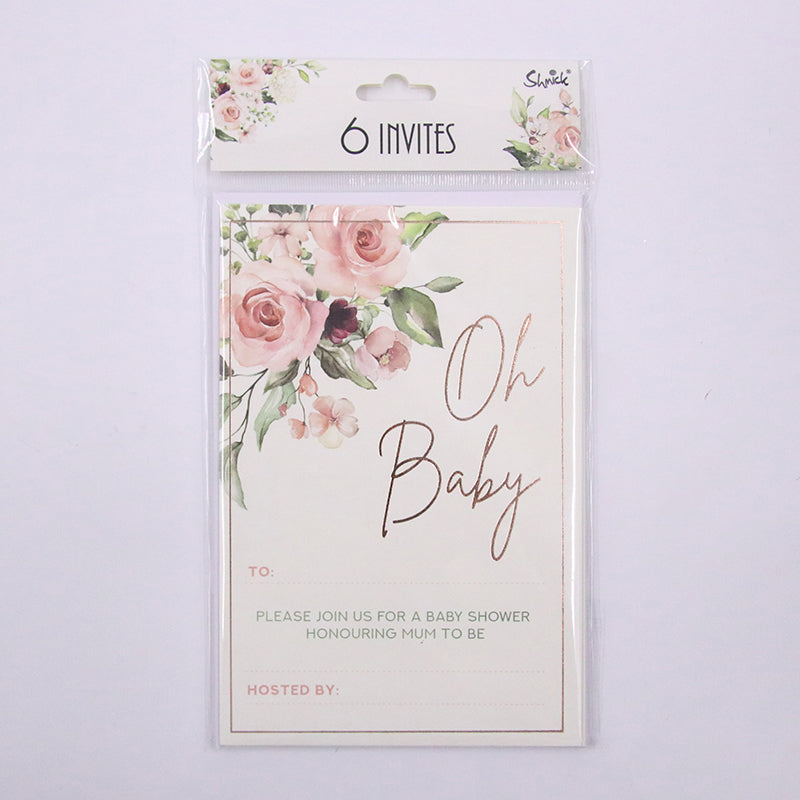 Shnick®
6 INVITES
Oh
Baby
TO:
PLEASE JOIN US FOR A BABY SHOWER
HONOURING MUM TO BE
HOSTED BY: